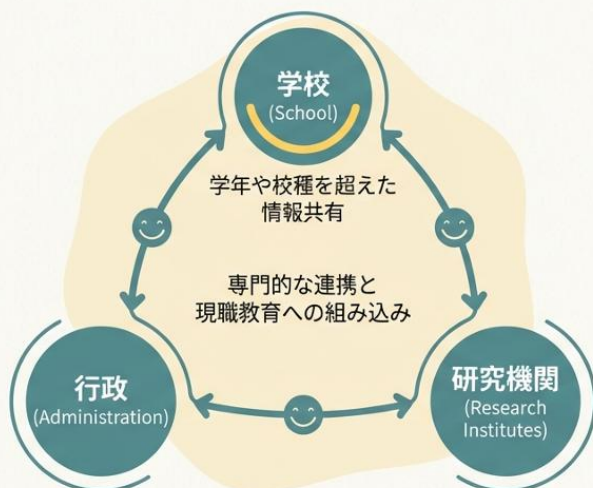 学校
(School)
学年や校種を超えた
情報共有
専門的な連携と
現職教育への組み込み
行政
(Administration)
研究機関
(Research
Institutes)